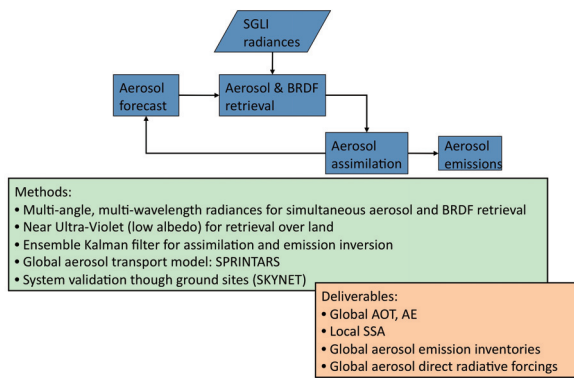 SGLI
radiances
Aerosol
forecast
Aerosol & BRDF
retrieval
Aerosol
assimilation
Aerosol
emissions
Methods:
• Multi-angle, multi-wavelength radiances for simultaneous aerosol and BRDF retrieval
• Near Ultra-Violet (low albedo) for retrieval over land
• Ensemble Kalman filter for assimilation and emission inversion
• Global aerosol transport model: SPRINTARS
• System validation though ground sites (SKYNET)
Deliverables:
• Global AOT, AE
• Local SSA
• Global aerosol emission inventories
• Global aerosol direct radiative forcings